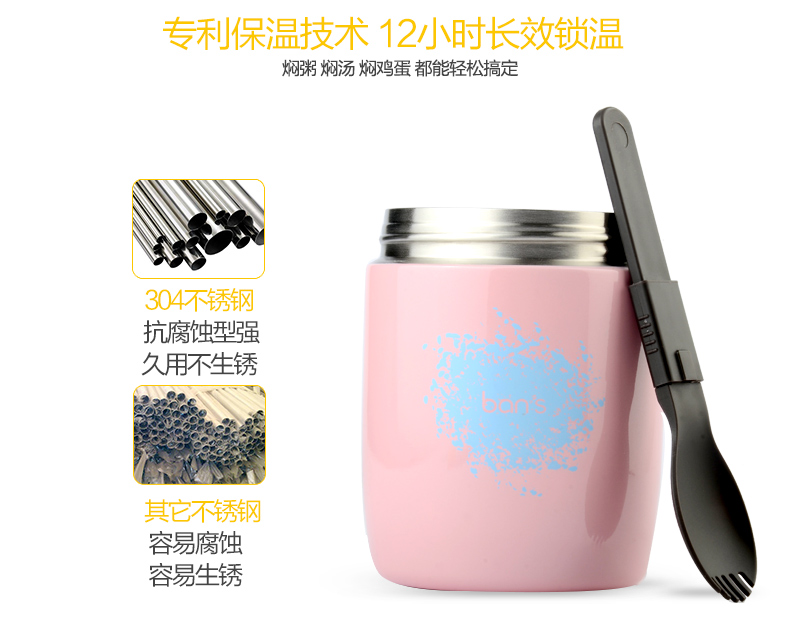 专利保温技术 12小时长效锁温
焖粥 焖汤 焖鸡蛋 都能轻松搞定
304不锈钢
抗腐蚀型强
久用不生锈
bon's
其它不锈钢
容易腐蚀
容易生锈